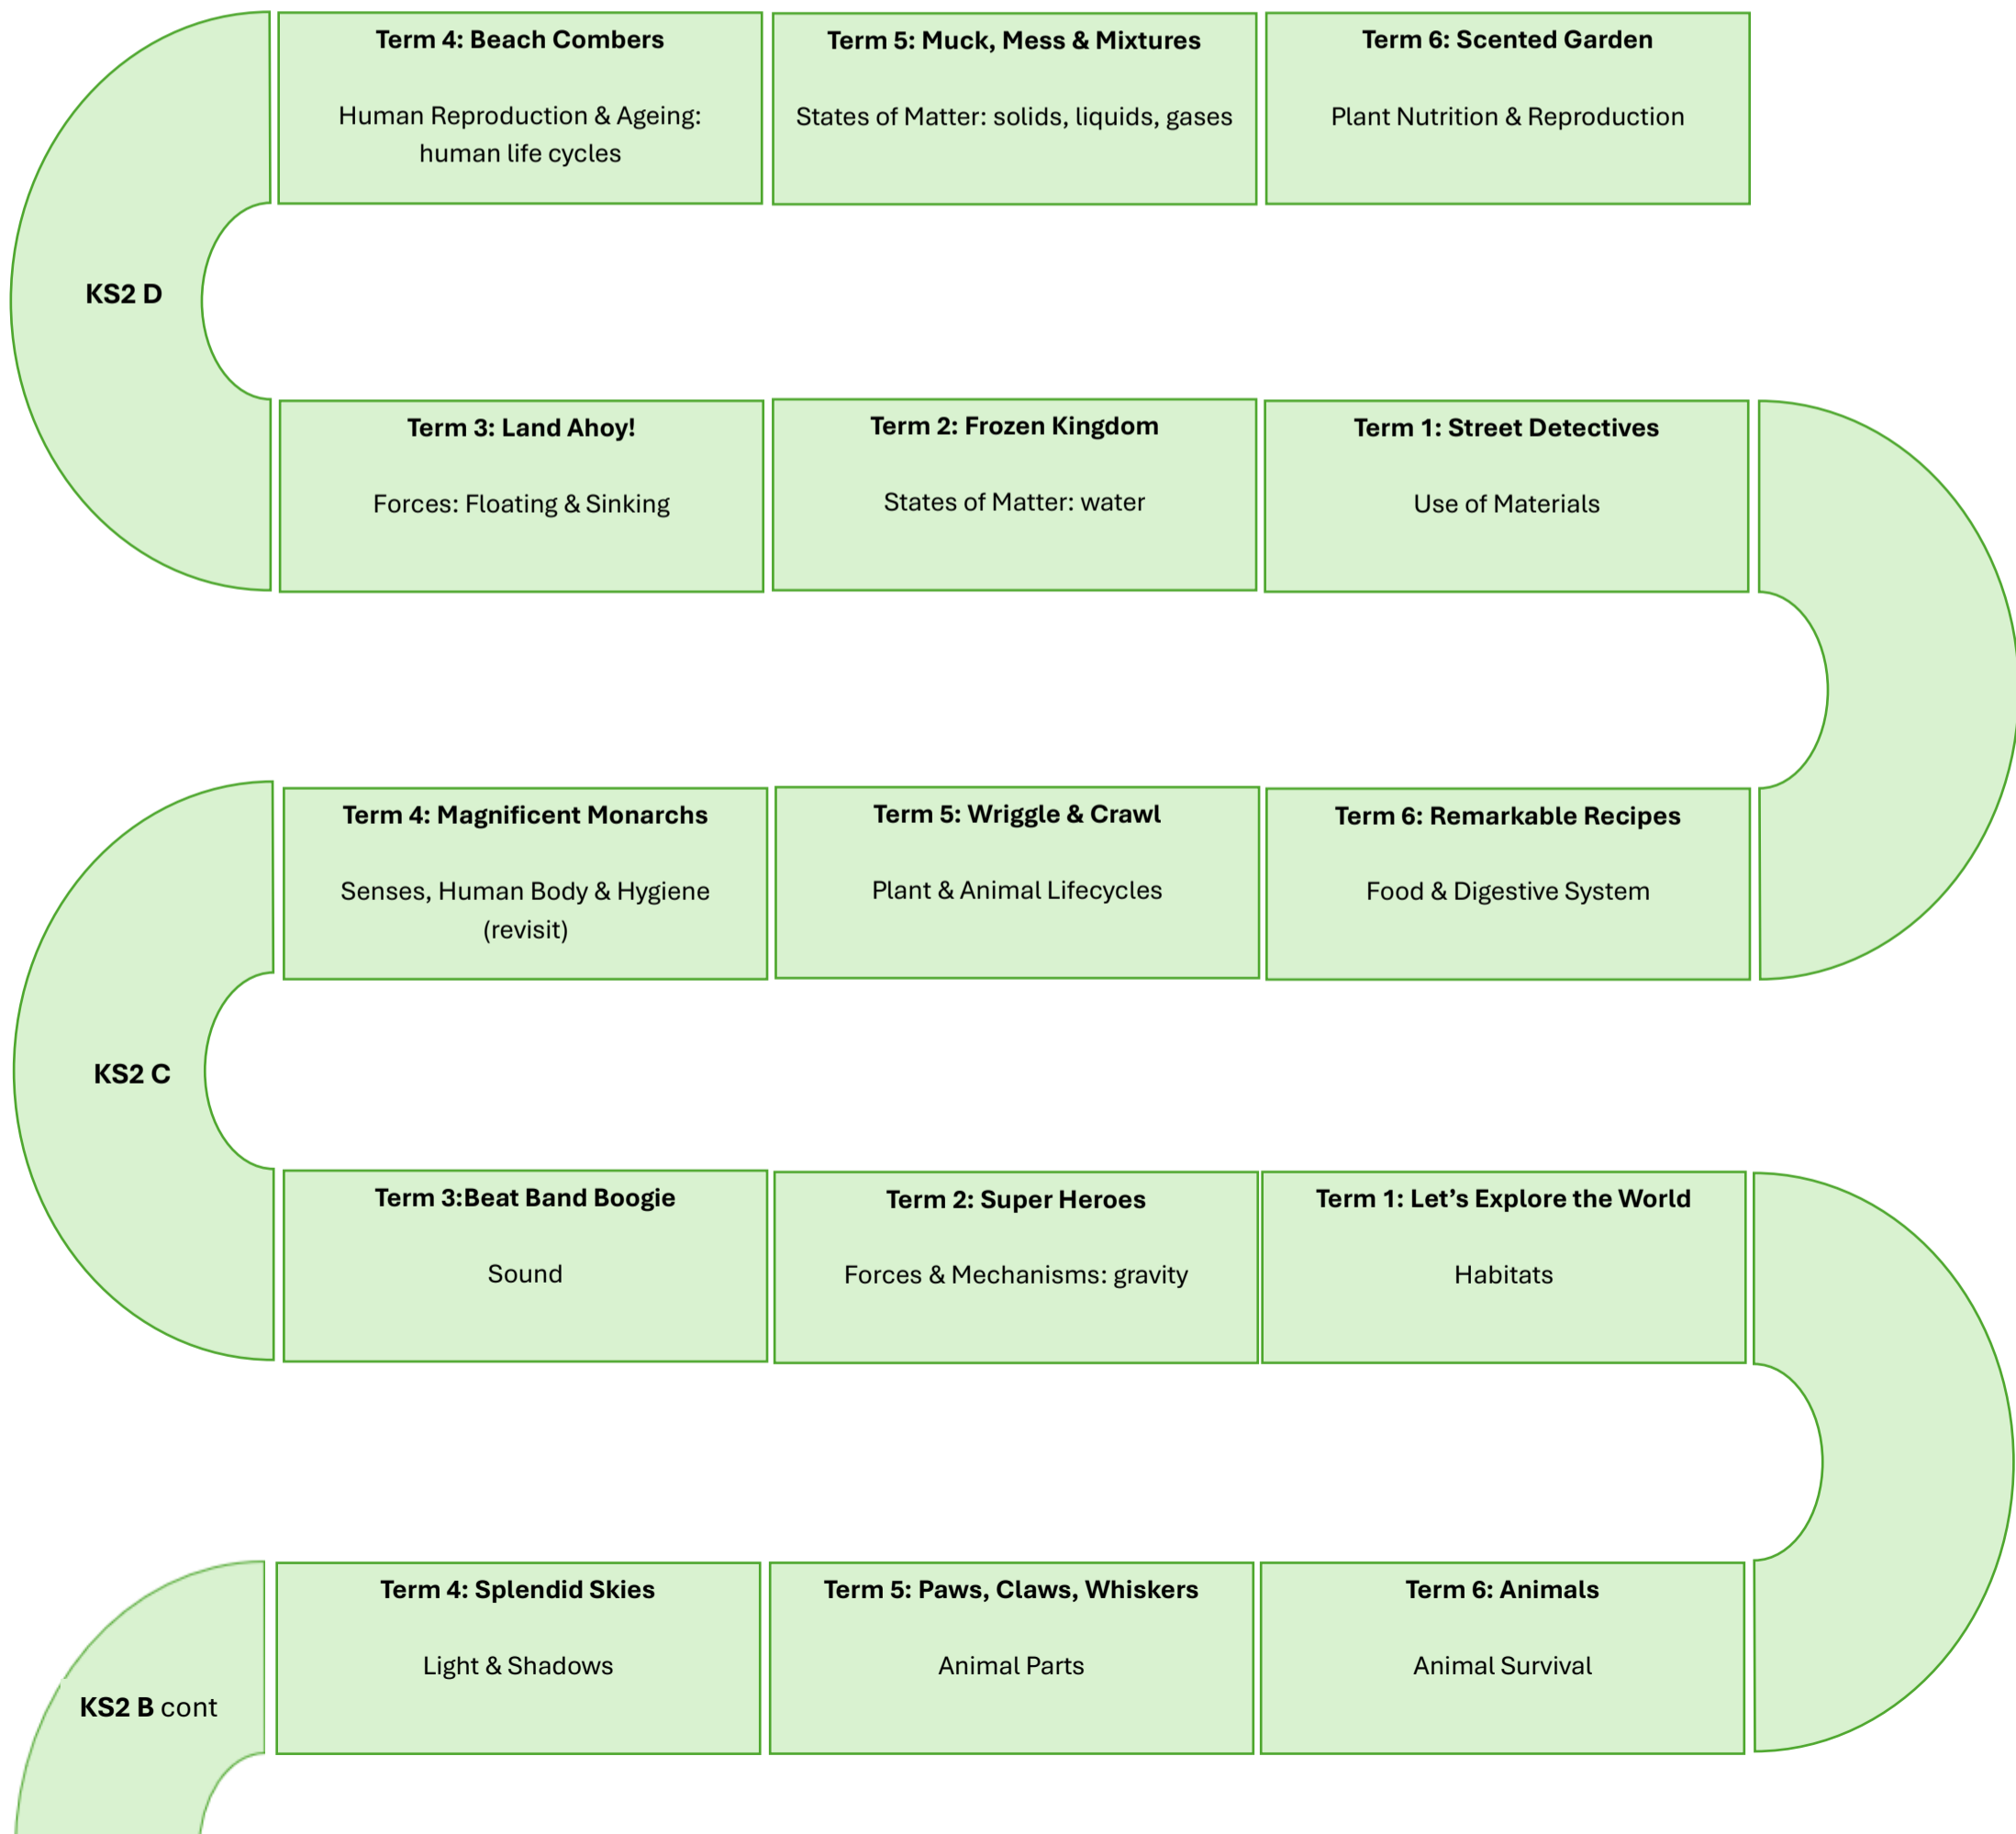 Term 4: Beach Combers
Human Reproduction & Ageing:
human life cycles
Term 5: Muck, Mess & Mixtures
States of Matter: solids, liquids, gases
Term 6: Scented Garden
Plant Nutrition & Reproduction
KS2 D
Term 3: Land Ahoy!
Forces: Floating & Sinking
Term 2: Frozen Kingdom
States of Matter: water
Term 1: Street Detectives
Use of Materials
Term 4: Magnificent Monarchs
Senses, Human Body & Hygiene
(revisit)
Term 5: Wriggle & Crawl
Plant & Animal Lifecycles
Term 6: Remarkable Recipes
Food & Digestive System
KS2 C
Term 3:Beat Band Boogie
Sound
Term 2: Super Heroes
Forces & Mechanisms: gravity
Term 1: Let’s Explore the World
Habitats
Term 4: Splendid Skies
Light & Shadows
Term 5: Paws, Claws, Whiskers
Animal Parts
Term 6: Animals
Animal Survival
KS2 B cont